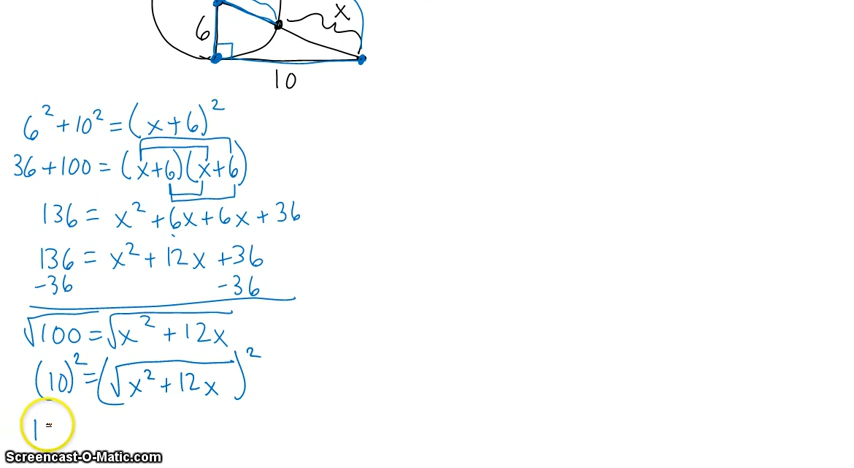 x
6
10
6² + 10² = (x+6)²
36 + 100 = (x+6)(x+6)
136 = x² + 6x + 6x + 36
136 = x² + 12x + 36
-36 -36
√100 = √x² + 12x
(10)² = (√x² + 12x)²
1
Screencast-O-Matic.com